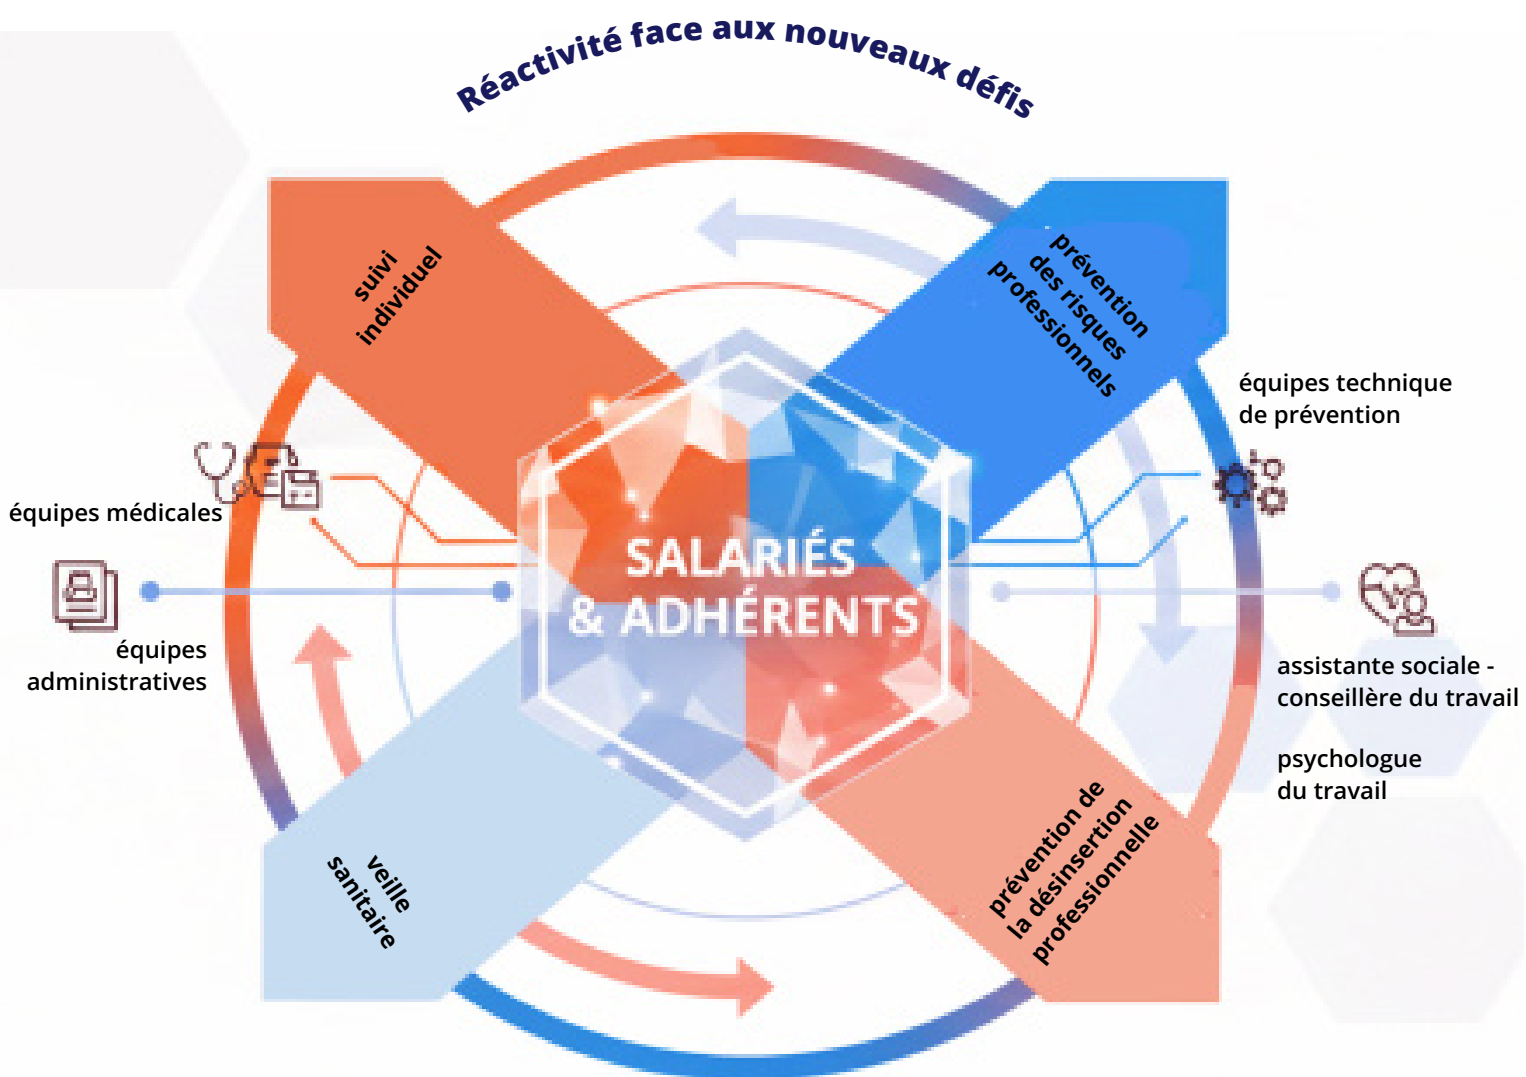 Réactivité face aux nouveaux défis
suivi
individuel
prévention
des risques
professionnels
équipes technique
de prévention
équipes médicales
SALARIÉS
& ADHÉRENTS
équipes
administratives
assistante sociale -
conseillère du travail
psychologue
du travail
veille
sanitaire
prévention de
la désinsertion
professionnelle